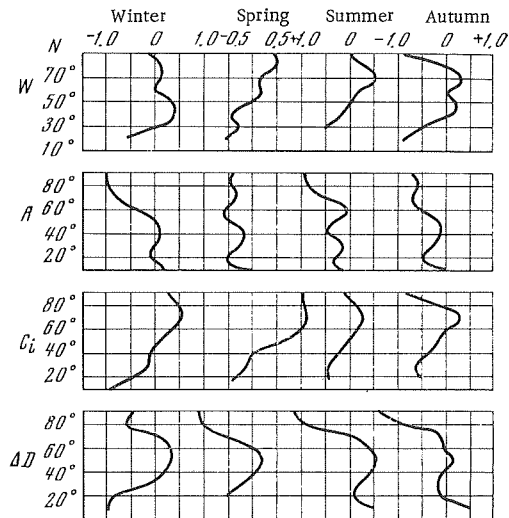 Winter Spring Summer Autumn
N -1,0 0 1,0 -0,5 0,5 +1,0 0 -1,0 0 +1,0
W 70° 50° 30° 10°
A 80° 60° 40° 20°
Ci 80° 60° 40° 20°
ΔD 80° 60° 40° 20°